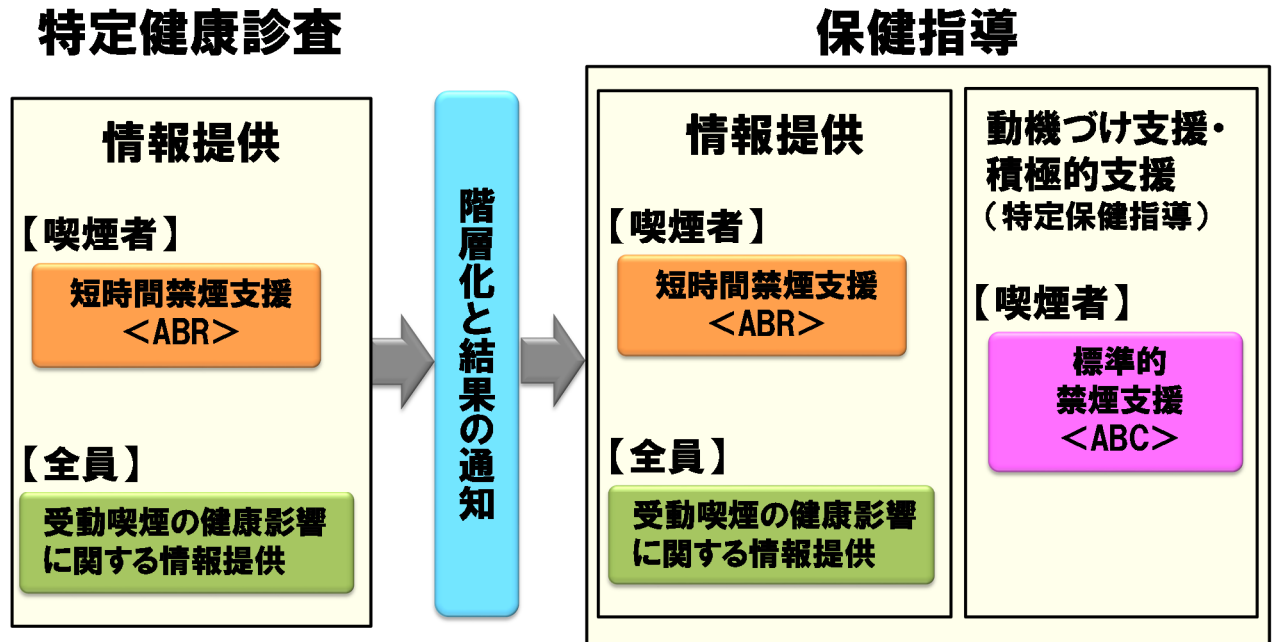 特定健康診査
情報提供
【喫煙者】
短時間禁煙支援
＜ABR＞
【全員】
受動喫煙の健康影響
に関する情報提供
階層化と結果の通知
保健指導
情報提供
【喫煙者】
短時間禁煙支援
＜ABR＞
【全員】
受動喫煙の健康影響
に関する情報提供
動機づけ支援・
積極的支援
（特定保健指導）
【喫煙者】
標準的
禁煙支援
＜ABC＞